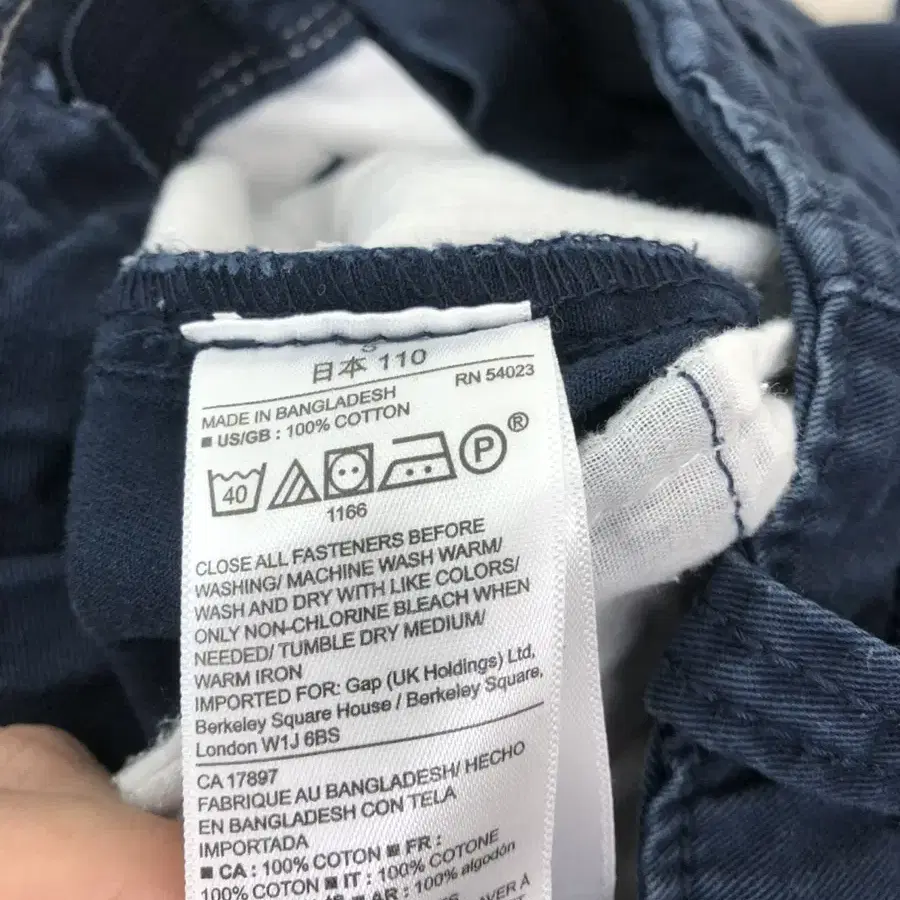 日本 110
RN 54023
MADE IN BANGLADESH
■ US/GB : 100% COTTON
40 P ®
1166
CLOSE ALL FASTENERS BEFORE
WASHING/ MACHINE WASH WARM/
WASH AND DRY WITH LIKE COLORS/
ONLY NON-CHLORINE BLEACH WHEN
NEEDED/ TUMBLE DRY MEDIUM/
WARM IRON
IMPORTED FOR: Gap (UK Holdings) Ltd.
Berkeley Square House / Berkeley Square,
London W1J 6BS
CA 17897
FABRIQUE AU BANGLADESH/ HECHO
EN BANGLADESH CON TELA
IMPORTADA
■ CA : 100% COTON ■ FR :
100% COTON ■ IT : 100% COTONE
AR : 100% algodón